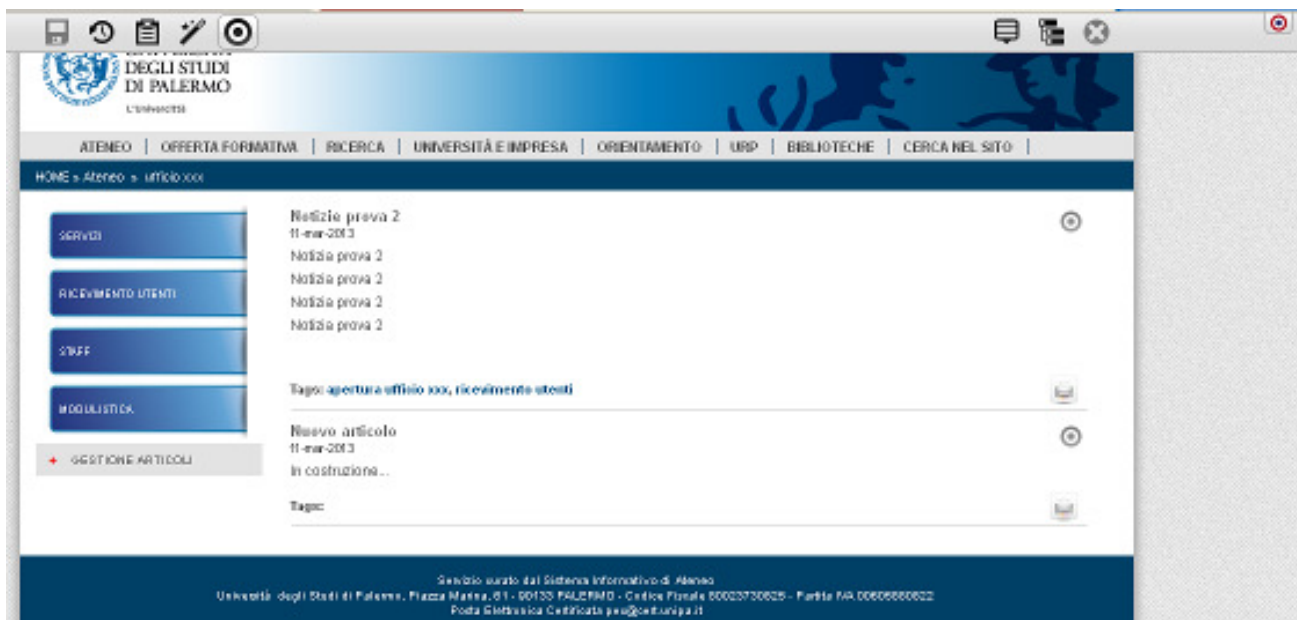 DEGLI STUDI
DI PALERMO
ATENEO | OFFERTA FORMATIVA | RICERCA | UNIVERSITÀ E IMPRESA | ORIENTAMENTO | URP | BIBLIOTECHE | CERCA NEL SITO |
HOME » Ateneo » ufficio xxx
SERVIZI
RICEVIMENTO UTENTI
STAFF
MODULISTICA
+ GESTIONE ARTICOLI
Notizie prova 2
11-mar-2013
Notizia prova 2
Notizia prova 2
Notizia prova 2
Notizia prova 2
Tags: apertura ufficio xxx, ricevimento utenti
Nuovo articolo
11-mar-2013
In costruzione...
Tags:
Servizio curato dal Sistema Informativo di Ateneo
Università degli Studi di Palermo, Piazza Marina, 61 - 90133 PALERMO - Codice Fiscale 80023730825 - Partita IVA 00605880822
Posta Elettronica Certificata pec@cert.unipa.it